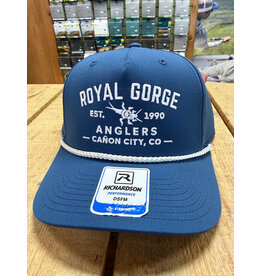 ROYAL GORGE
EST. 1990
ANGLERS
CAÑON CITY, CO
R
RICHARDSON
PERFORMANCE
OSFM